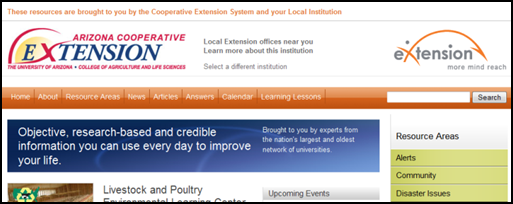 These resources are brought to you by the Cooperative Extension System and your Local Institution
ARIZONA COOPERATIVE
EXTENSION
THE UNIVERSITY OF ARIZONA • COLLEGE OF AGRICULTURE AND LIFE SCIENCES
Local Extension offices near you
Learn more about this institution
Select a different institution
eXtension
more mind reach
Home
About
Resource Areas
News
Articles
Answers
Calendar
Learning Lessons
Search
Objective, research-based and credible
information you can use every day to improve
your life.
Brought to you by experts from
the nation's largest and oldest
network of universities.
Resource Areas
Alerts
Community
Disaster Issues
Livestock and Poultry
Environmental Learning Center
Upcoming Events